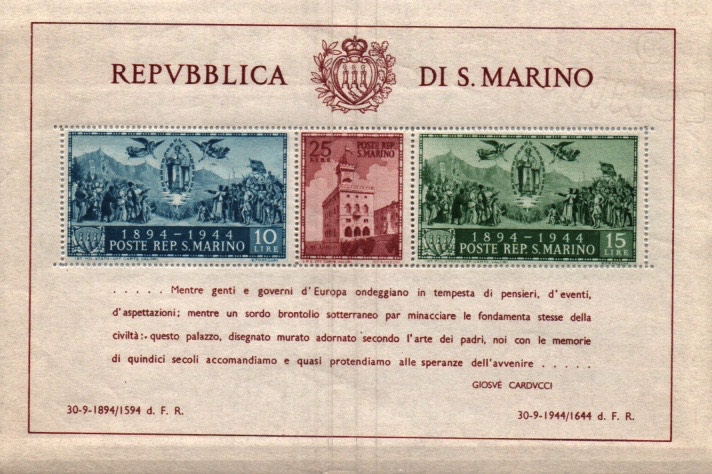 REPVBBLICA DI S. MARINO
1894-1944
10 LIRE
POSTE REP. S. MARINO
25 LIRE
POSTE REP.
S. MARINO
1894-1944
15 LIRE
POSTE REP. S. MARINO
. . . . . Mentre genti e governi d'Europa ondeggiano in tempesta di pensieri, d'eventi,
d'aspettazioni; mentre un sordo brontolio sotterraneo par minacciare le fondamenta stesse della
civiltà:. questo palazzo, disegnato murato adornato secondo l'arte dei padri, noi con le memorie
di quindici secoli accomandiamo e quasi protendiamo alle speranze dell'avvenire . . . . .
GIOSVÈ CARDVCCI
30-9-1894/1594 d. F. R.
30-9-1944/1644 d. F. R.